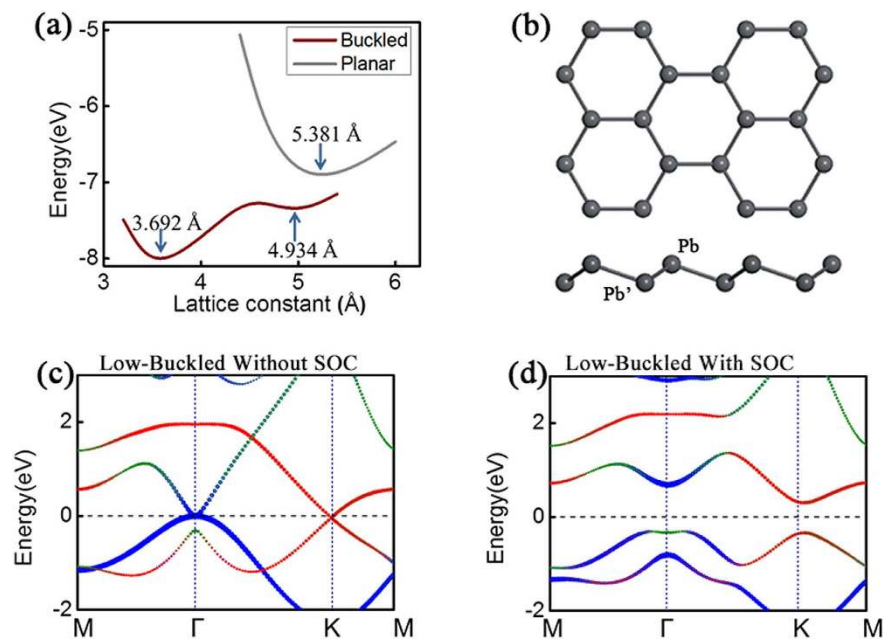 (a)
Buckled
Planar
5.381 Å
3.692 Å
4.934 Å
Energy(eV)
-5
-6
-7
-8
3 4 5 6
Lattice constant (Å)
(b)
Pb
Pb'
(c)
Low-Buckled Without SOC
Energy(eV)
2
0
-2
M Γ K M
(d)
Low-Buckled With SOC
Energy(eV)
2
0
-2
M Γ K M